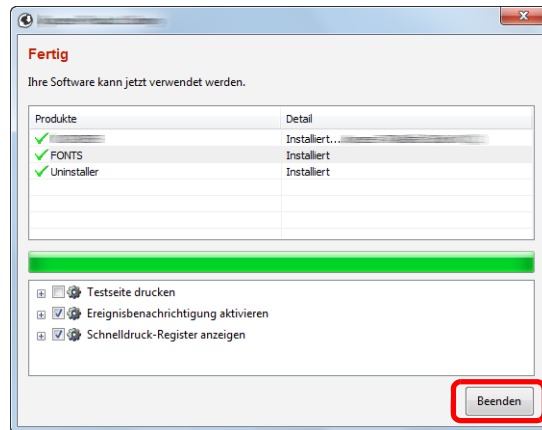 Fertig
Ihre Software kann jetzt verwendet werden.
Produkte Detail
Installiert...
FONTS Installiert
Uninstaller Installiert
Testseite drucken
Ereignisbenachrichtigung aktivieren
Schnelldruck-Register anzeigen
Beenden